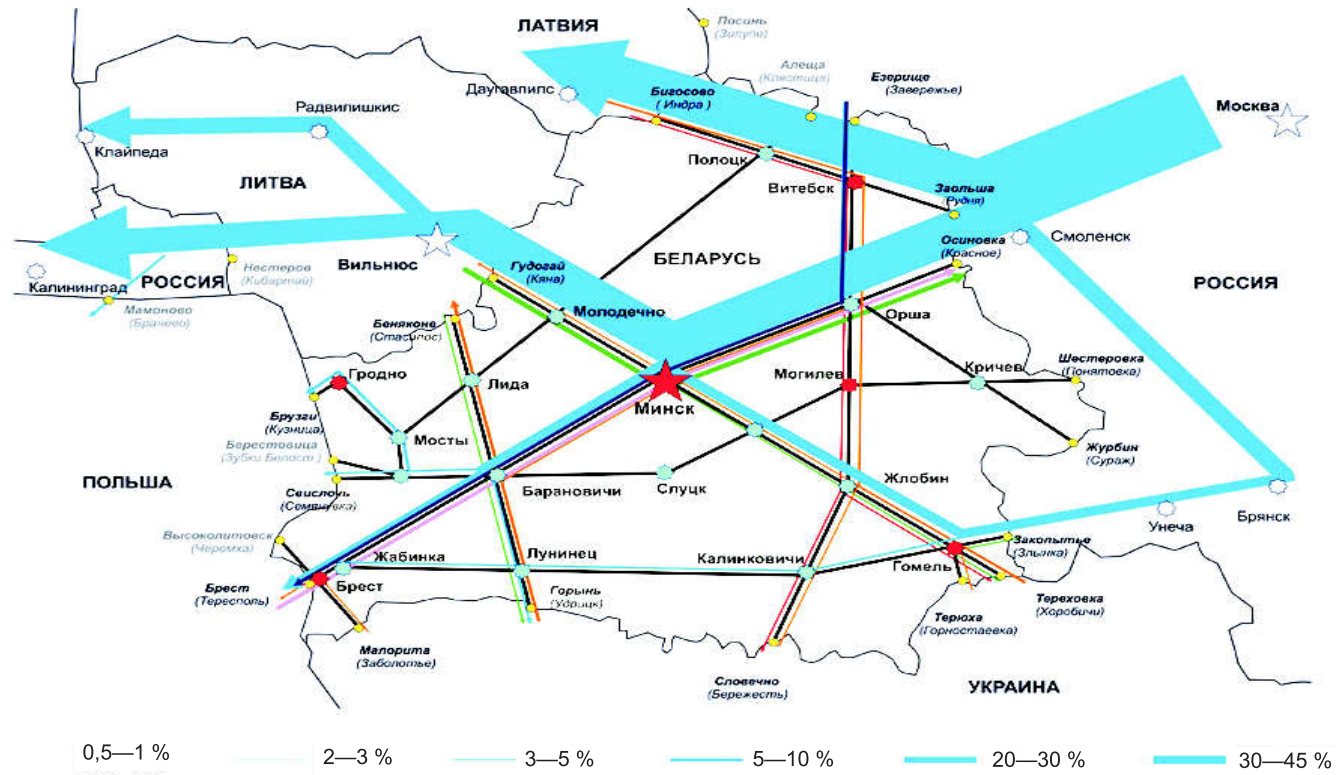 ЛАТВИЯ
Посинь
(Зилупе)
Алеща
(Клястица)
Езерище
(Завережье)
Даугавпилс
Бигосово
( Индра )
Москва
Радвилишкис
Клайпеда
Полоцк
Витебск
ЛИТВА
Заольша
(Рудня)
Смоленск
Осиновка
(Красное)
БЕЛАРУСЬ
Вильнюс
Гудогай
(Кяна)
Нестеров
(Кибартай)
Калининград
РОССИЯ
РОССИЯ
Мамоново
(Бранево)
Молодечно
Орша
Беняконе
(Стасилос)
Шестеровка
(Понятовка)
Гродно
Лида
Могилев
Кричев
Минск
Брузги
(Кузница)
Берестовица
(Зубки Белост.)
Мосты
Журбин
(Сураж)
ПОЛЬША
Свислочь
(Семянувка)
Барановичи
Слуцк
Жлобин
Унеча
Брянск
Высоколитовск
(Черемха)
Жабинка
Лунинец
Калинковичи
Закопытье
(Злынка)
Гомель
Брест
(Тересполь)
Брест
Горынь
(Удрицк)
Тереховка
(Хоробичи)
Терюха
(Горностаевка)
Малорита
(Заболотье)
Словечно
(Бережесть)
УКРАИНА
0,5—1 %
2—3 %
3—5 %
5—10 %
20—30 %
30—45 %